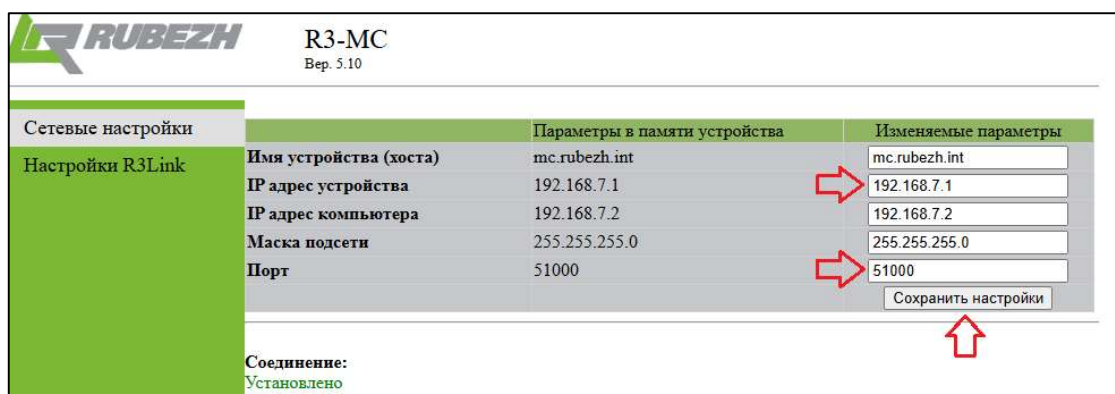 RUBEZH
R3-MC
Вер. 5.10
Сетевые настройки
Настройки R3Link
Параметры в памяти устройства Изменяемые параметры
Имя устройства (хоста) mc.rubezh.int mc.rubezh.int
IP адрес устройства 192.168.7.1 192.168.7.1
IP адрес компьютера 192.168.7.2 192.168.7.2
Маска подсети 255.255.255.0 255.255.255.0
Порт 51000 51000
Сохранить настройки
Соединение:
Установлено